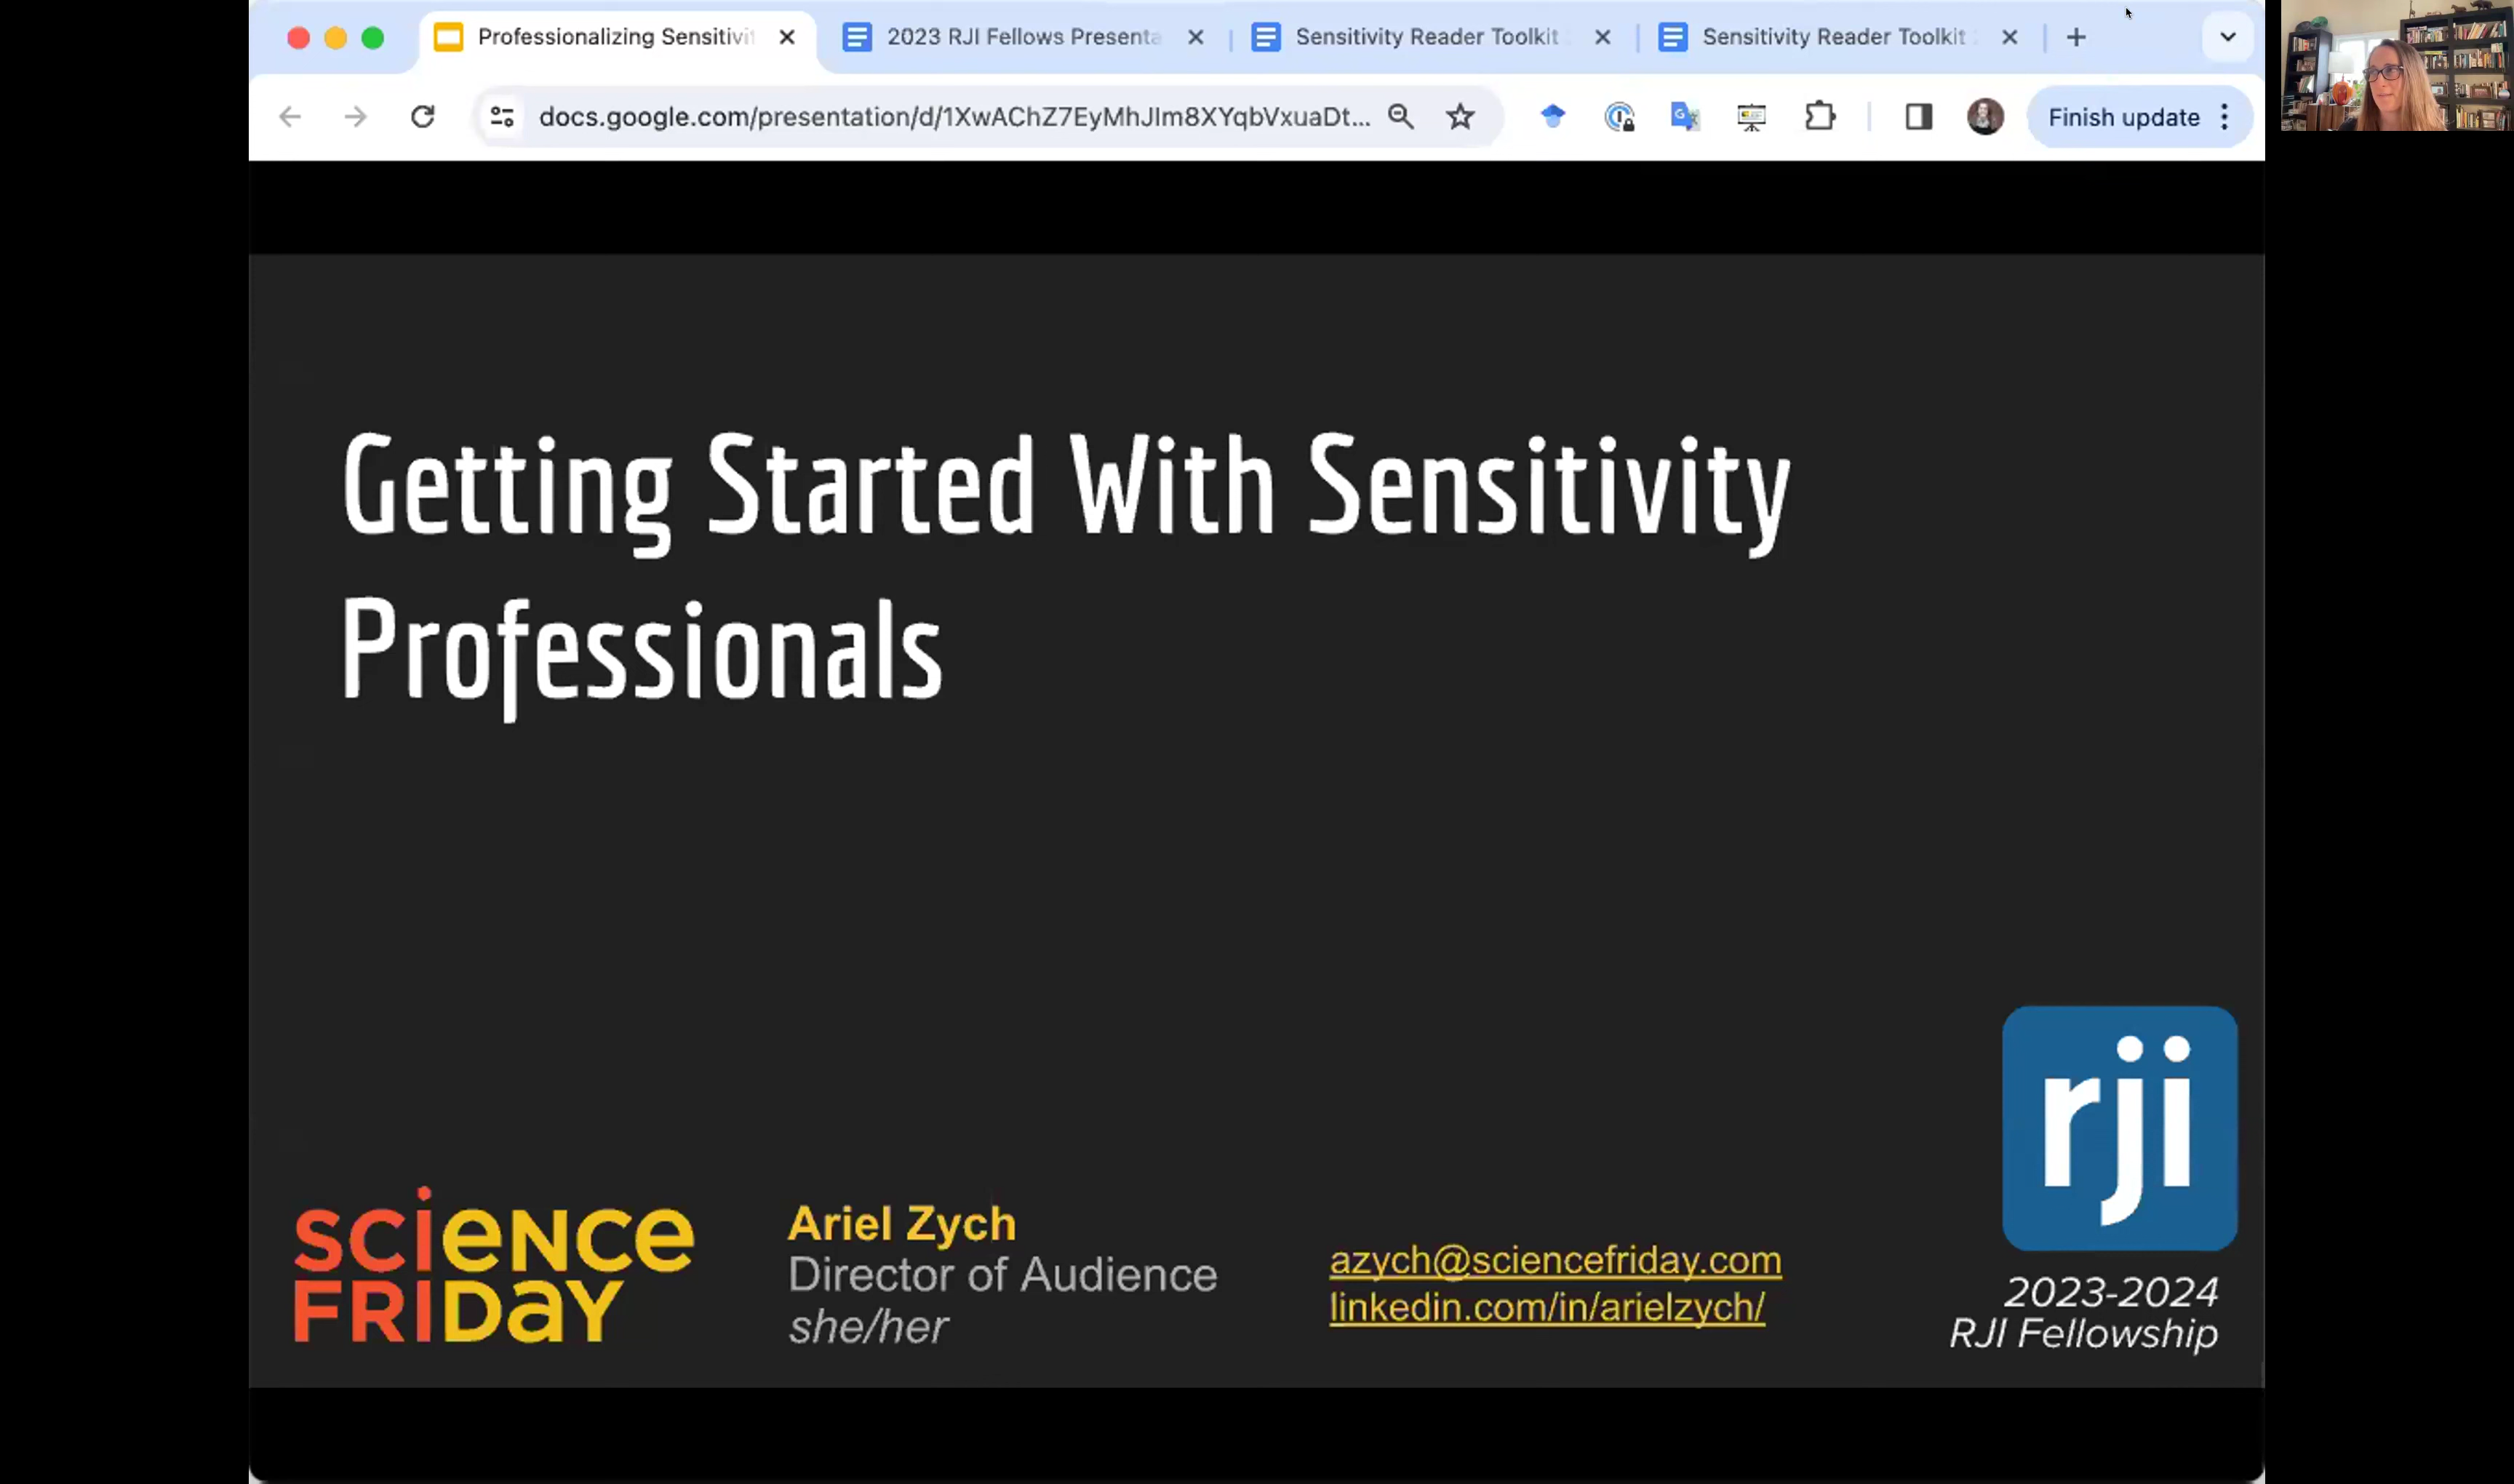 Professionalizing Sensitivi
2023 RJI Fellows Presenta
Sensitivity Reader Toolkit
Sensitivity Reader Toolkit
docs.google.com/presentation/d/1XwAChZ7EyMhJIm8XYqbVxuaDt...
Finish update
Getting Started With Sensitivity
Professionals
rji
SCIENCE
FRIDAY
Ariel Zych
Director of Audience
she/her
azych@sciencefriday.com
linkedin.com/in/arielzych/
2023-2024
RJI Fellowship